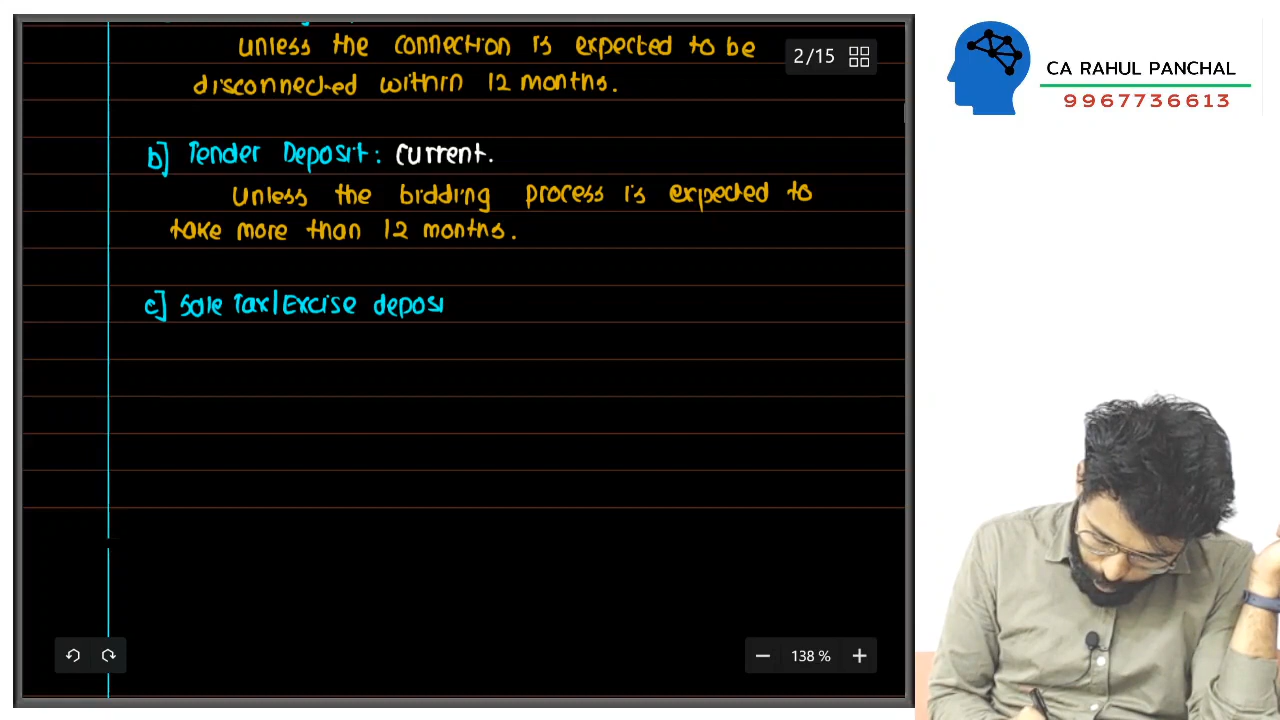 unless the connection is expected to be
disconnected within 12 months.
2/15
b] Tender Deposit: Current.
Unless the bidding process is expected to
take more than 12 months.
c] Sale Tax/Excise deposi
138 %
CA RAHUL PANCHAL
9967736613